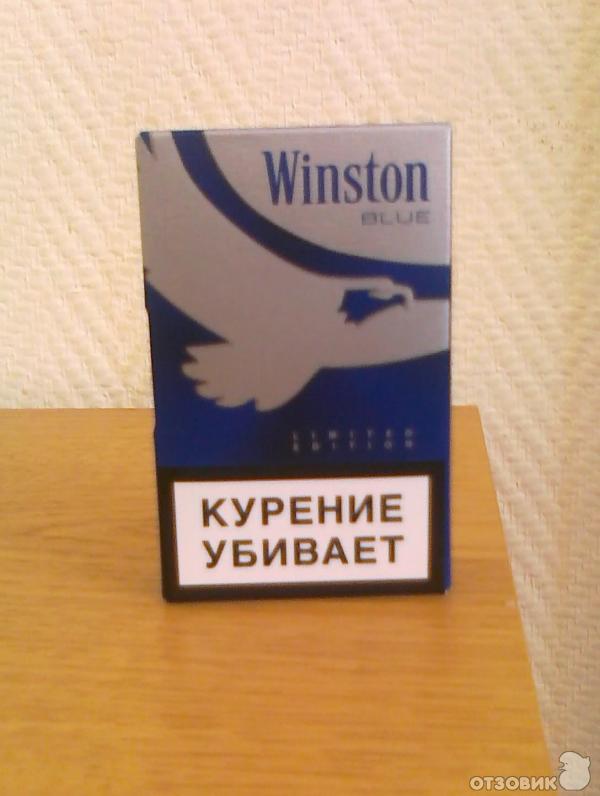 Winston
BLUE
LIMITED
EDITION
КУРЕНИЕ
УБИВАЕТ
ОТЗОВИК